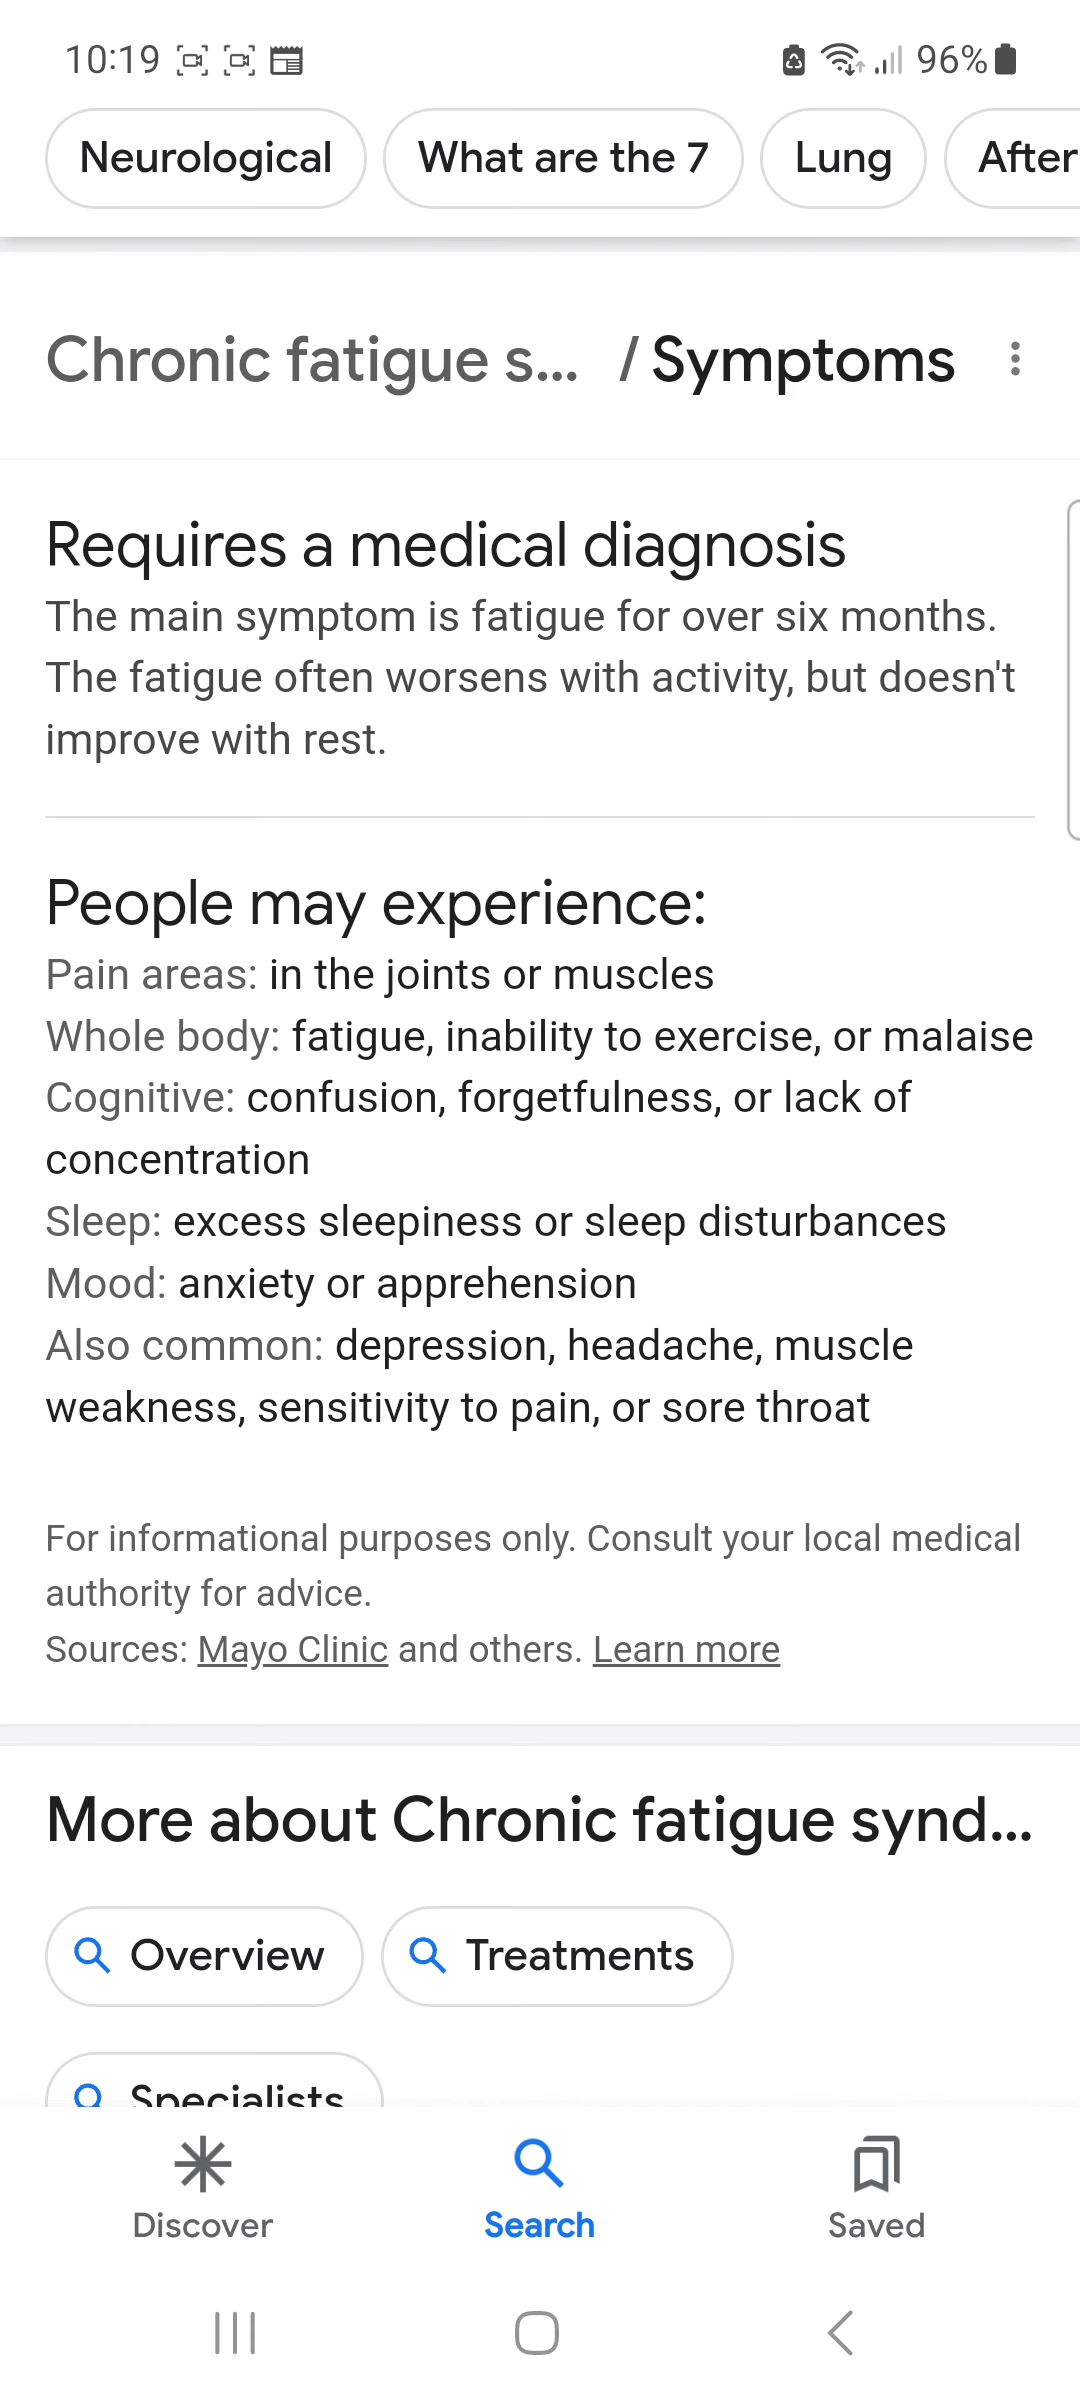 10:19 96%
Neurological What are the 7 Lung After
Chronic fatigue s... / Symptoms
Requires a medical diagnosis
The main symptom is fatigue for over six months.
The fatigue often worsens with activity, but doesn't
improve with rest.
People may experience:
Pain areas: in the joints or muscles
Whole body: fatigue, inability to exercise, or malaise
Cognitive: confusion, forgetfulness, or lack of
concentration
Sleep: excess sleepiness or sleep disturbances
Mood: anxiety or apprehension
Also common: depression, headache, muscle
weakness, sensitivity to pain, or sore throat
For informational purposes only. Consult your local medical
authority for advice.
Sources: Mayo Clinic and others. Learn more
More about Chronic fatigue synd...
Overview Treatments
Specialists
Discover Search Saved